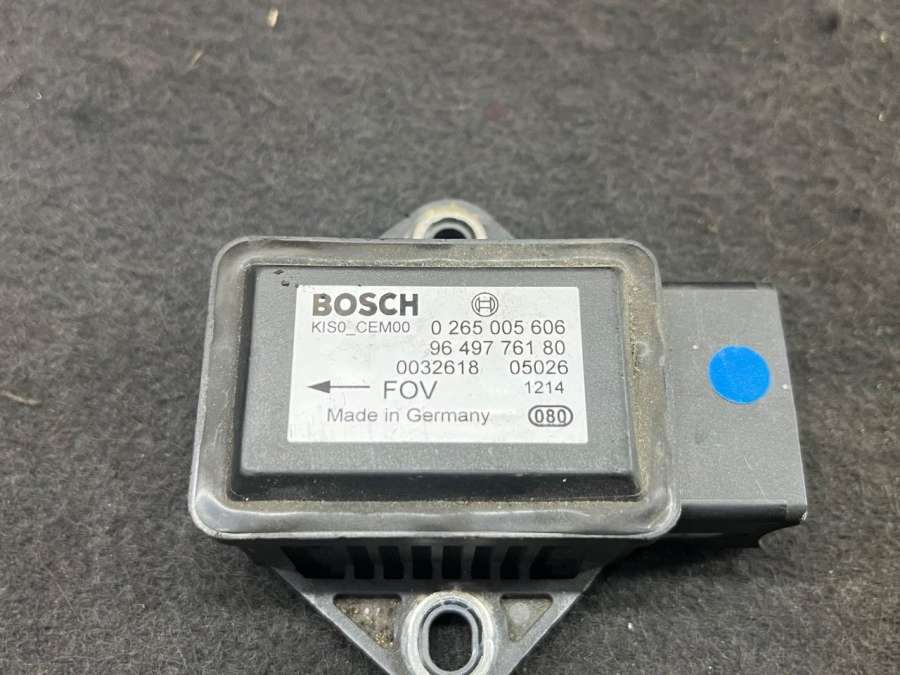 BOSCH
KIS0_CEM00 0 265 005 606
96 497 761 80
0032618 05026
FOV 1214
Made in Germany 080